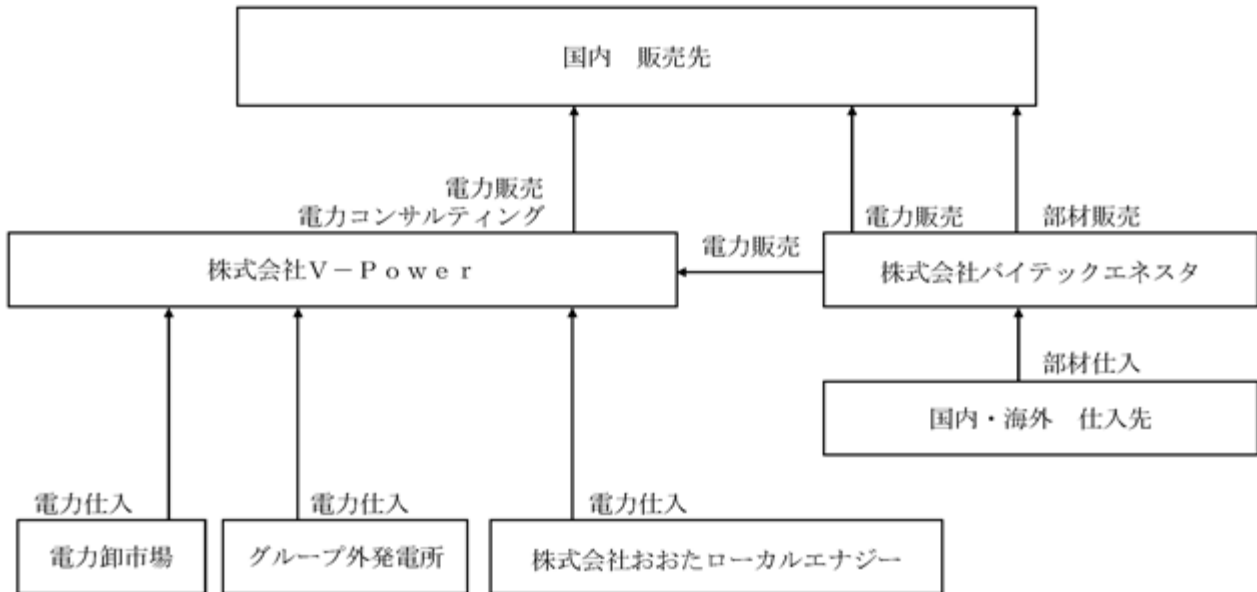 国内　販売先
電力販売
電力コンサルティング
電力販売
部材販売
電力販売
株式会社Ｖ－Ｐｏｗｅｒ
株式会社バイテックエネスタ
部材仕入
国内・海外　仕入先
電力仕入
電力仕入
電力仕入
電力卸市場
グループ外発電所
株式会社おおたローカルエナジー